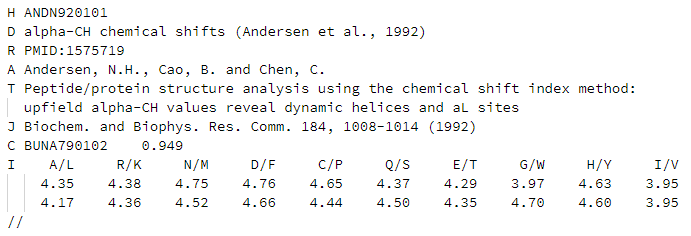 H ANDN920101
D alpha-CH chemical shifts (Andersen et al., 1992)
R PMID:1575719
A Andersen, N.H., Cao, B. and Chen, C.
T Peptide/protein structure analysis using the chemical shift index method:
  upfield alpha-CH values reveal dynamic helices and aL sites
J Biochem. and Biophys. Res. Comm. 184, 1008-1014 (1992)
C BUNA790102    0.949
I    A/L     R/K     N/M     D/F     C/P     Q/S     E/T     G/W     H/Y     I/V
    4.35    4.38    4.75    4.76    4.65    4.37    4.29    3.97    4.63    3.95
    4.17    4.36    4.52    4.66    4.44    4.50    4.35    4.70    4.60    3.95
//